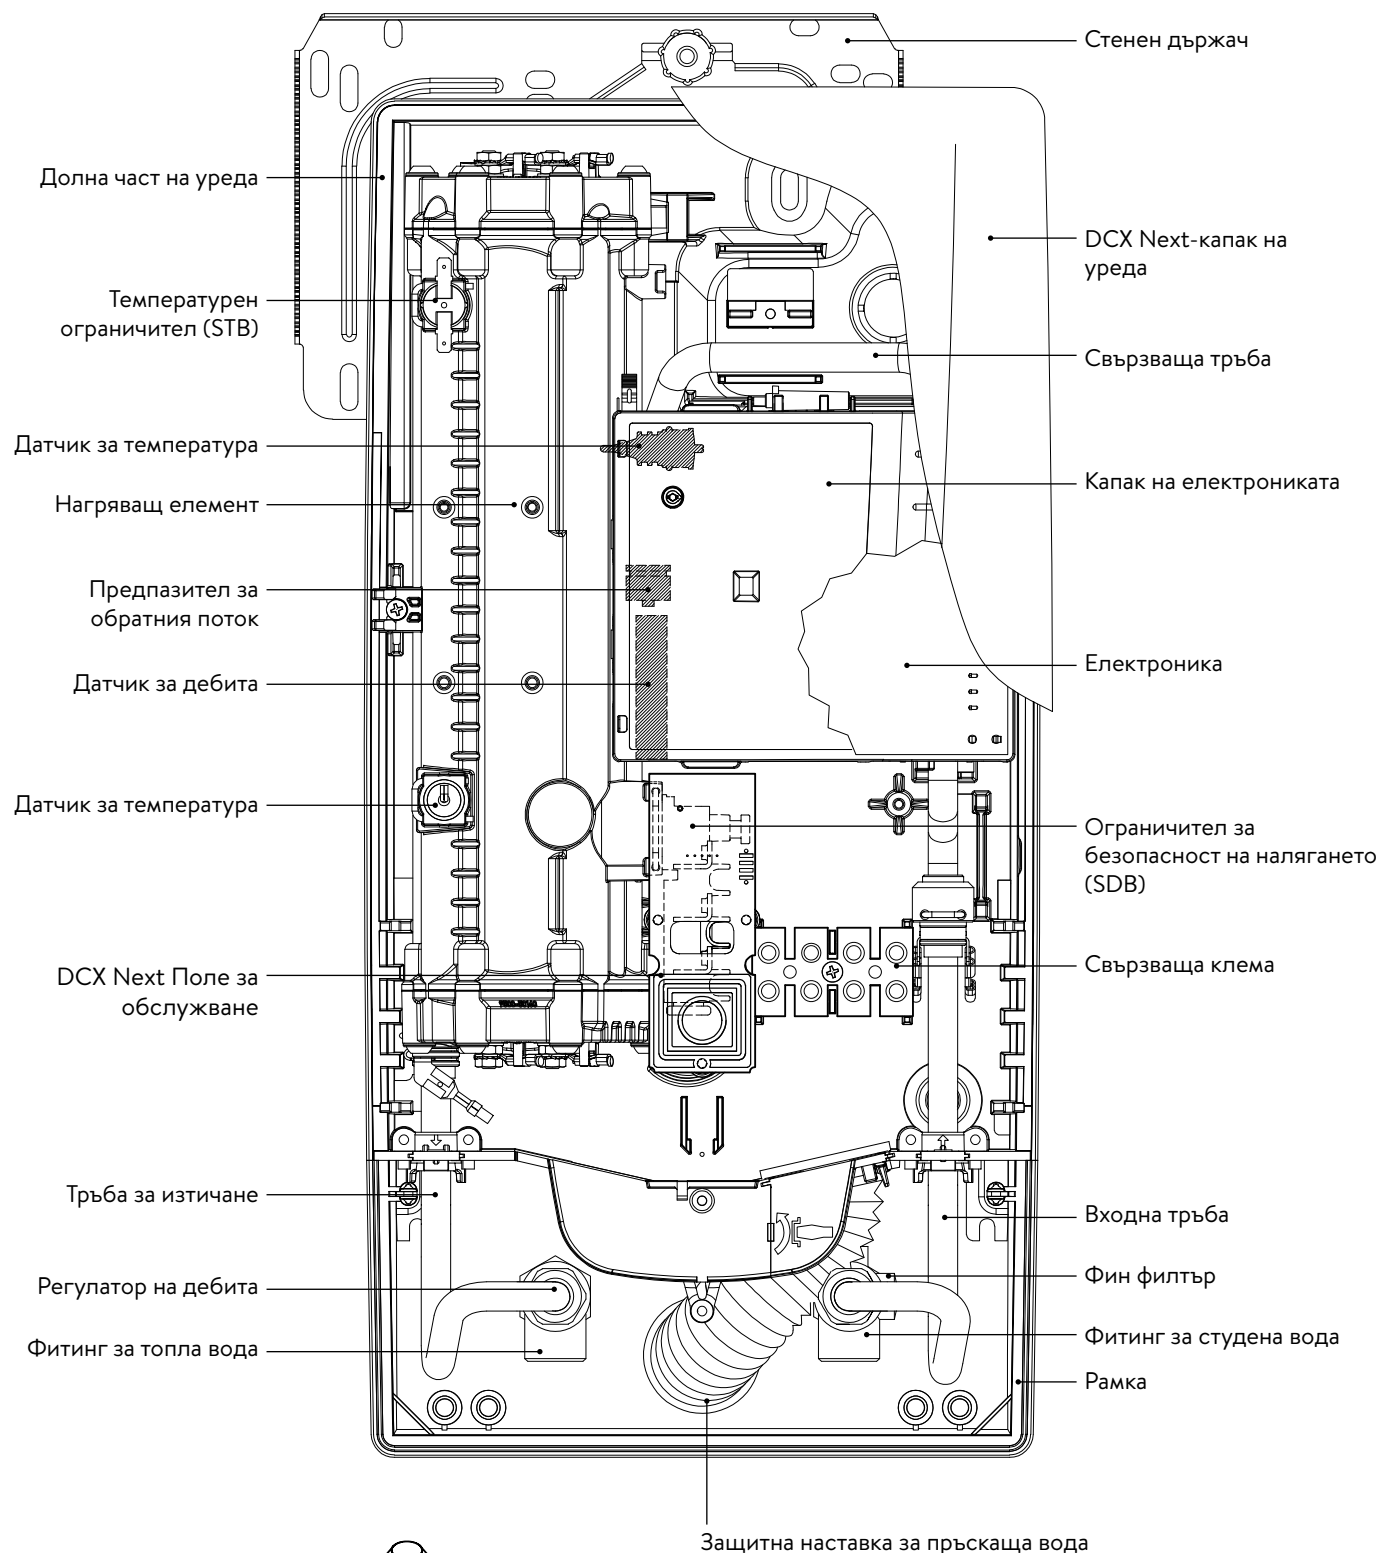 Стенен държач
Долна част на уреда
DCX Next-капак на
уреда
Температурен
ограничител (STB)
Свързваща тръба
Датчик за температура
Капак на електрониката
Нагряващ елемент
Предпазител за
обратния поток
Електроника
Датчик за дебита
Датчик за температура
Ограничител за
безопасност на налягането
(SDB)
Свързваща клема
DCX Next Поле за
обслужване
Тръба за изтичане
Входна тръба
Фин филтър
Регулатор на дебита
Фитинг за студена вода
Фитинг за топла вода
Рамка
Защитна наставка за пръскаща вода